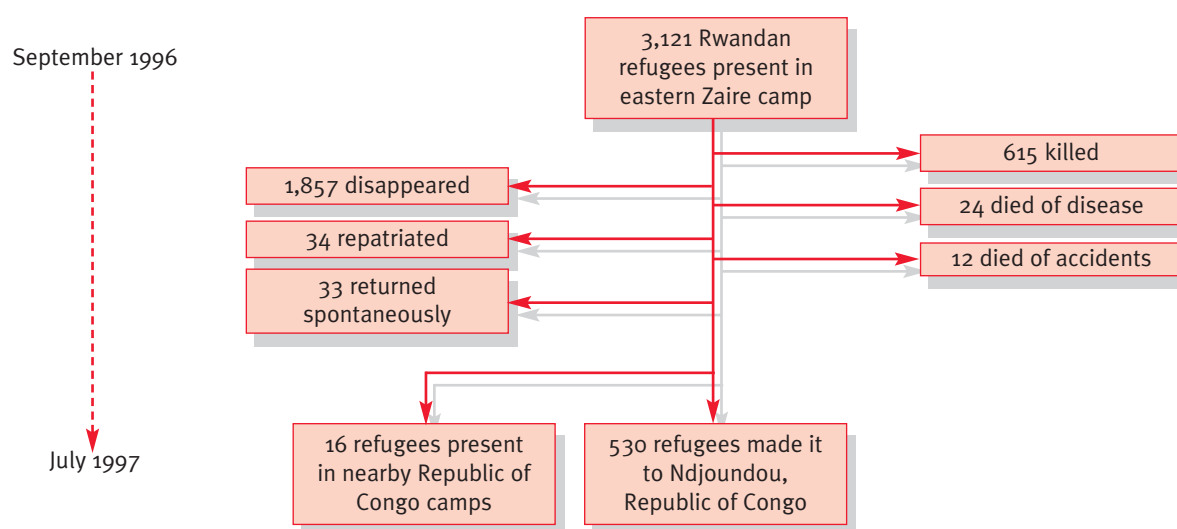 September 1996
3,121 Rwandan
refugees present in
eastern Zaire camp
615 killed
1,857 disappeared
24 died of disease
34 repatriated
12 died of accidents
33 returned
spontaneously
16 refugees present
in nearby Republic of
Congo camps
530 refugees made it
to Ndjoundou,
Republic of Congo
July 1997